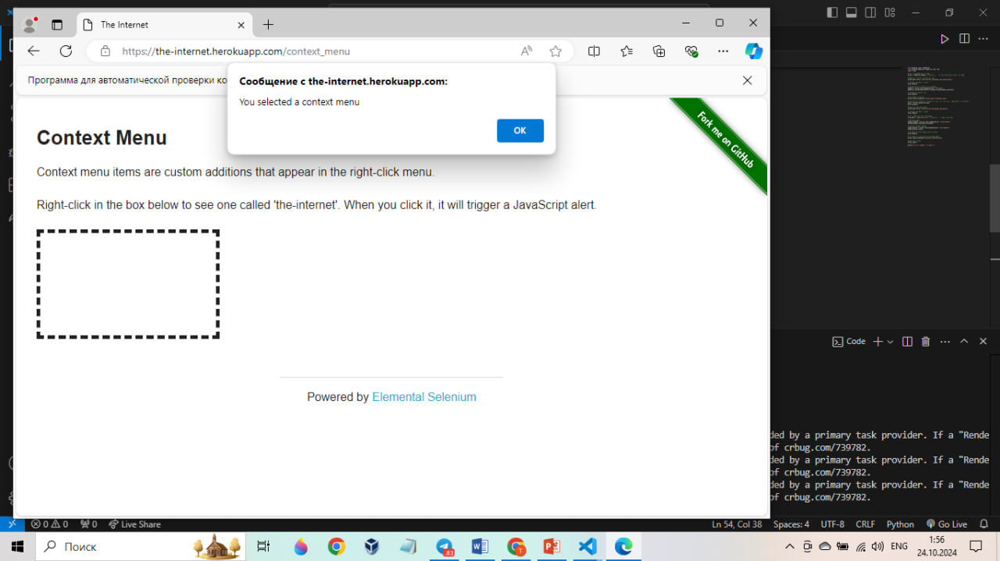 The Internet
https://the-internet.herokuapp.com/context_menu
Программа для автоматической проверки ко
Сообщение с the-internet.herokuapp.com:
You selected a context menu
OK
Fork me on GitHub
Context Menu
Context menu items are custom additions that appear in the right-click menu.
Right-click in the box below to see one called 'the-internet'. When you click it, it will trigger a JavaScript alert.
Powered by Elemental Selenium
Code
ded by a primary task provider. If a "Rende
of crbug.com/739782.
ded by a primary task provider. If a "Rende
of crbug.com/739782.
ded by a primary task provider. If a "Rende
of crbug.com/739782.
0 0 0 Live Share Ln 54, Col 38 Spaces: 4 UTF-8 CRLF Python Go Live
Поиск 83 ENG 1:56
24.10.2024